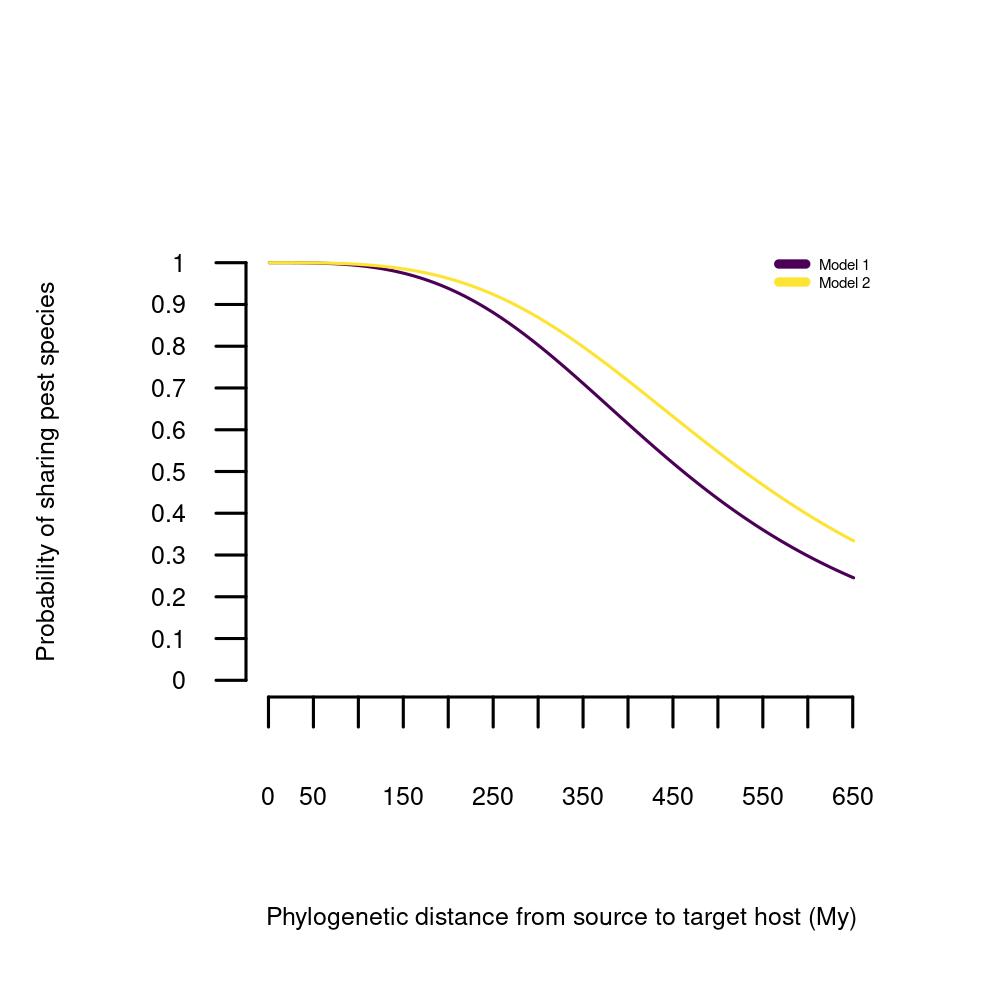 Model 1
Model 2
Probability of sharing pest species
1
0.9
0.8
0.7
0.6
0.5
0.4
0.3
0.2
0.1
0
0 50 150 250 350 450 550 650
Phylogenetic distance from source to target host (My)